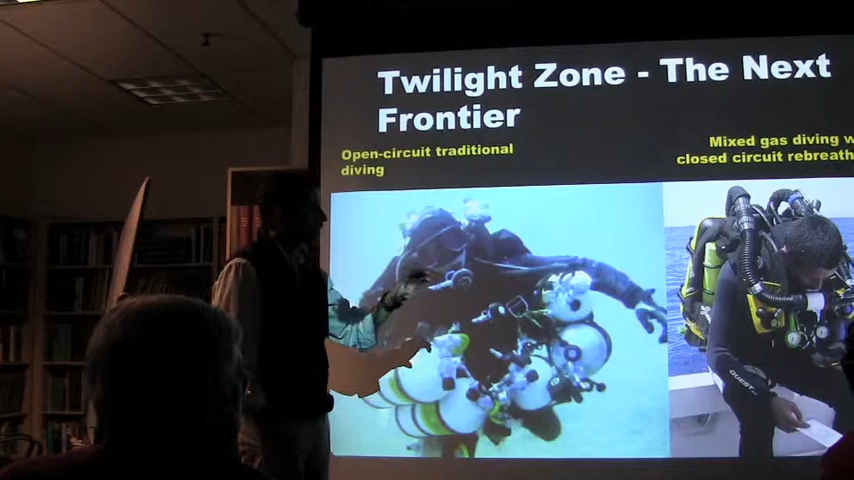 Twilight Zone - The Next
Frontier
Open-circuit traditional
diving
Mixed gas diving w
closed circuit rebreath
QUEST